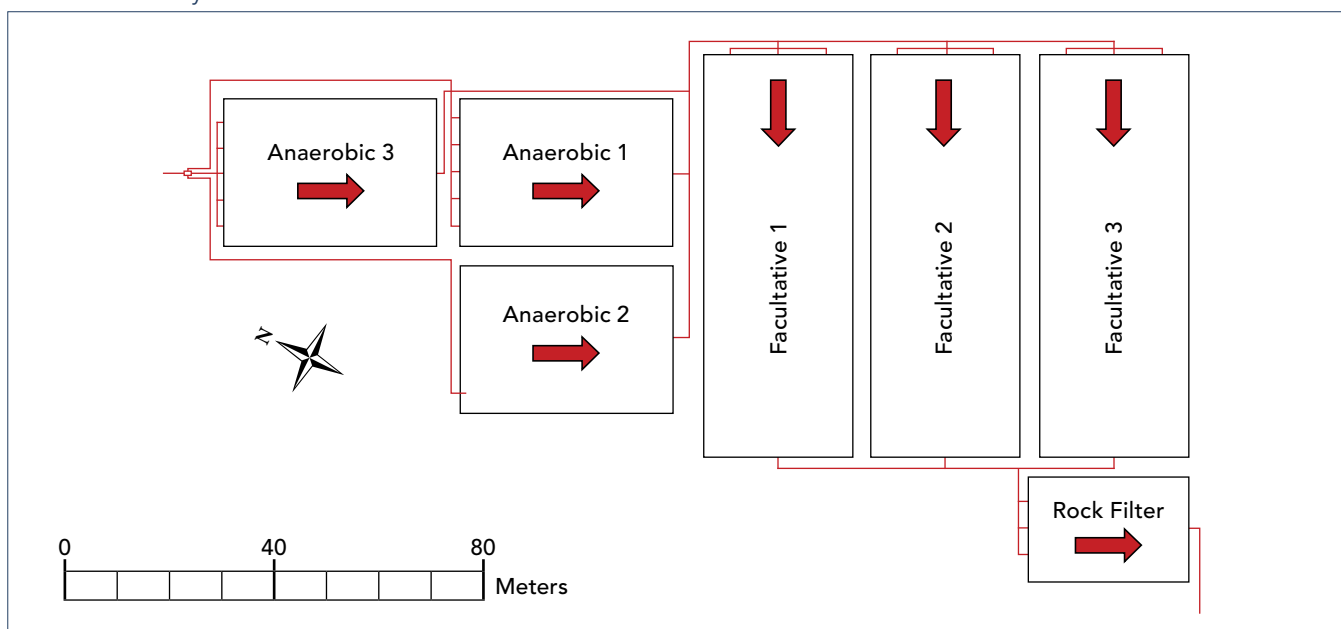 Anaerobic 3
Anaerobic 1
Anaerobic 2
Facultative 1
Facultative 2
Facultative 3
N
Rock Filter
0 40 80
Meters